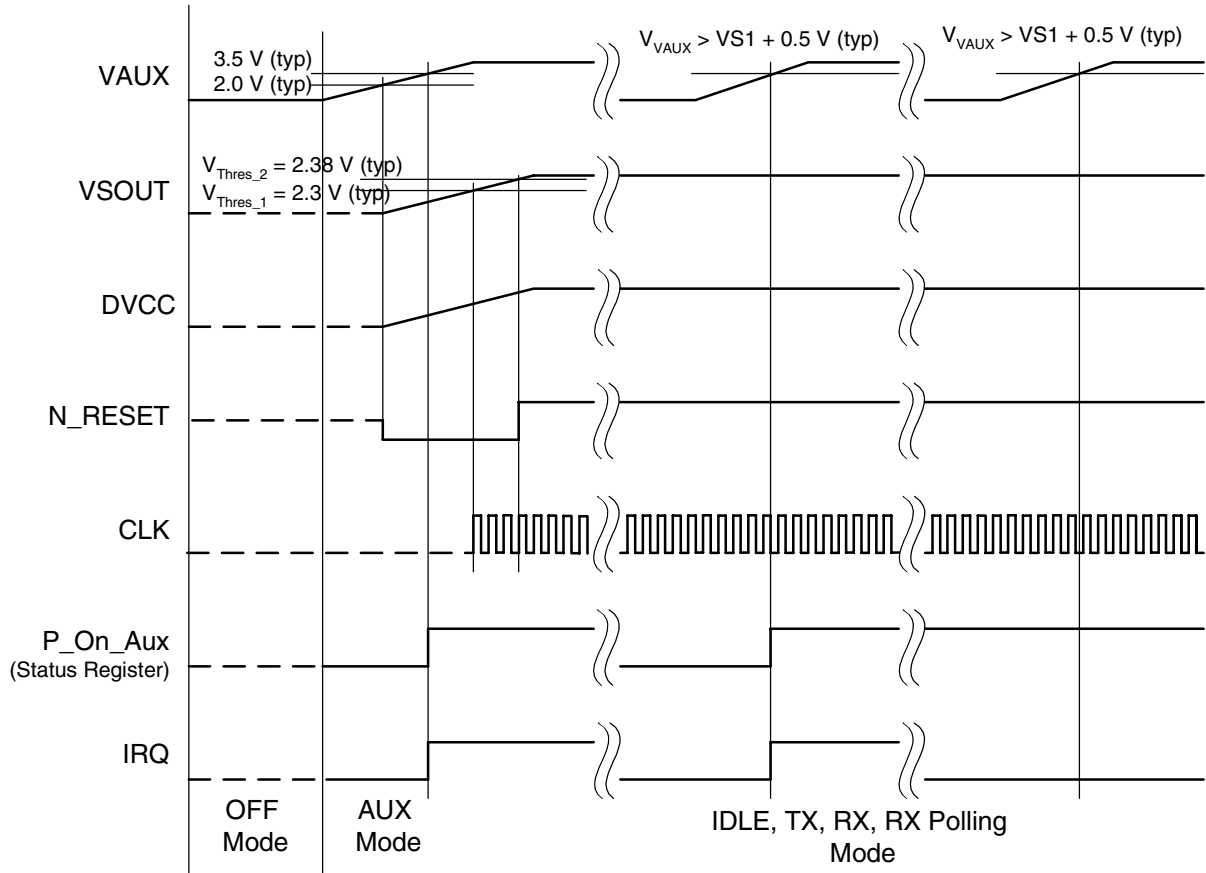 V_VAUX > VS1 + 0.5 V (typ)
V_VAUX > VS1 + 0.5 V (typ)
3.5 V (typ)
VAUX
2.0 V (typ)
V_Thres_2 = 2.38 V (typ)
VSOUT
V_Thres_1 = 2.3 V (typ)
DVCC
N_RESET
CLK
P_On_Aux
(Status Register)
IRQ
OFF
Mode
AUX
Mode
IDLE, TX, RX, RX Polling
Mode